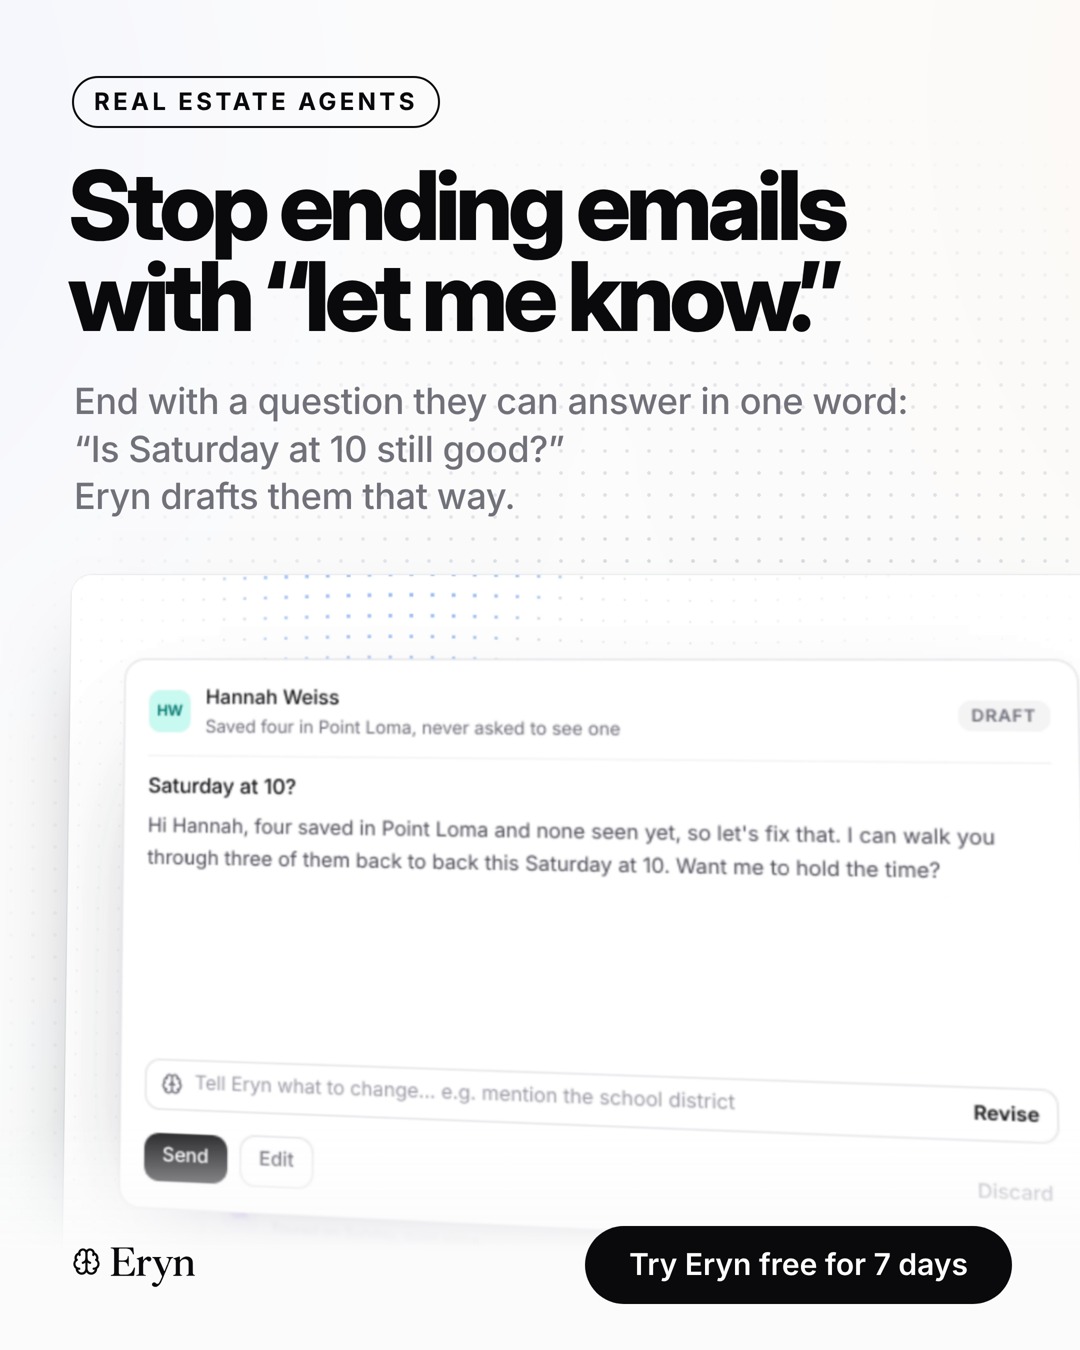 REAL ESTATE AGENTS
Stop ending emails
with “let me know.”
End with a question they can answer in one word:
“Is Saturday at 10 still good?”
Eryn drafts them that way.
HW
Hannah Weiss
Saved four in Point Loma, never asked to see one
DRAFT
Saturday at 10?
Hi Hannah, four saved in Point Loma and none seen yet, so let's fix that. I can walk you
through three of them back to back this Saturday at 10. Want me to hold the time?
Tell Eryn what to change... e.g. mention the school district
Revise
Send
Edit
Discard
Eryn
Try Eryn free for 7 days